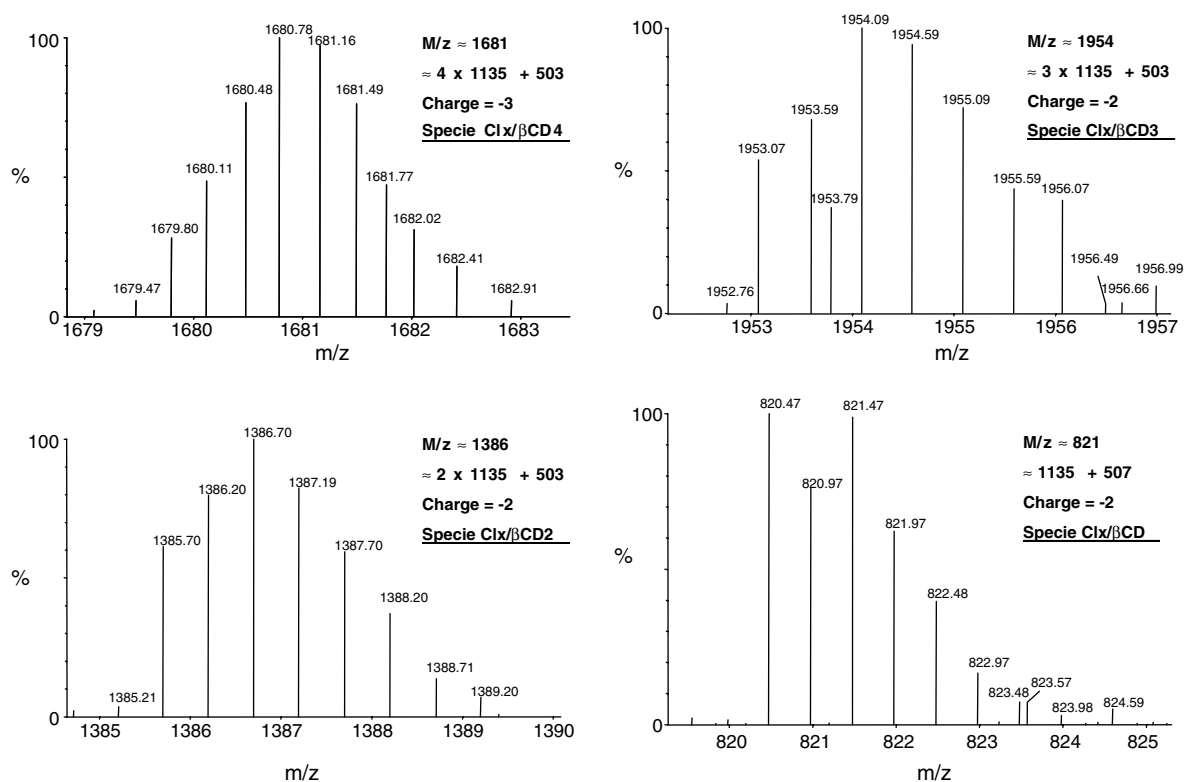 100
%
0
1680.78
1681.16
1680.48
1681.49
1680.11
1681.77
1679.80
1682.02
1682.41
1679.47
1682.91
M/z ≈ 1681
≈ 4 x 1135 + 503
Charge = -3
Specie Clx/βCD4
1679 1680 1681 1682 1683
m/z
100
%
0
1954.09
1954.59
1953.59
1955.09
1953.07
1953.79
1955.59
1956.07
1956.49
1956.99
1952.76
1956.66
M/z ≈ 1954
≈ 3 x 1135 + 503
Charge = -2
Specie Clx/βCD3
1953 1954 1955 1956 1957
m/z
100
%
0
1386.70
1386.20
1387.19
1385.70
1387.70
1388.20
1388.71
1385.21
1389.20
M/z ≈ 1386
≈ 2 x 1135 + 503
Charge = -2
Specie Clx/βCD2
1385 1386 1387 1388 1389 1390
m/z
100
%
0
820.47
821.47
820.97
821.97
822.48
822.97
823.48
823.57
823.98
824.59
M/z ≈ 821
≈ 1135 + 507
Charge = -2
Specie Clx/βCD
820 821 822 823 824 825
m/z